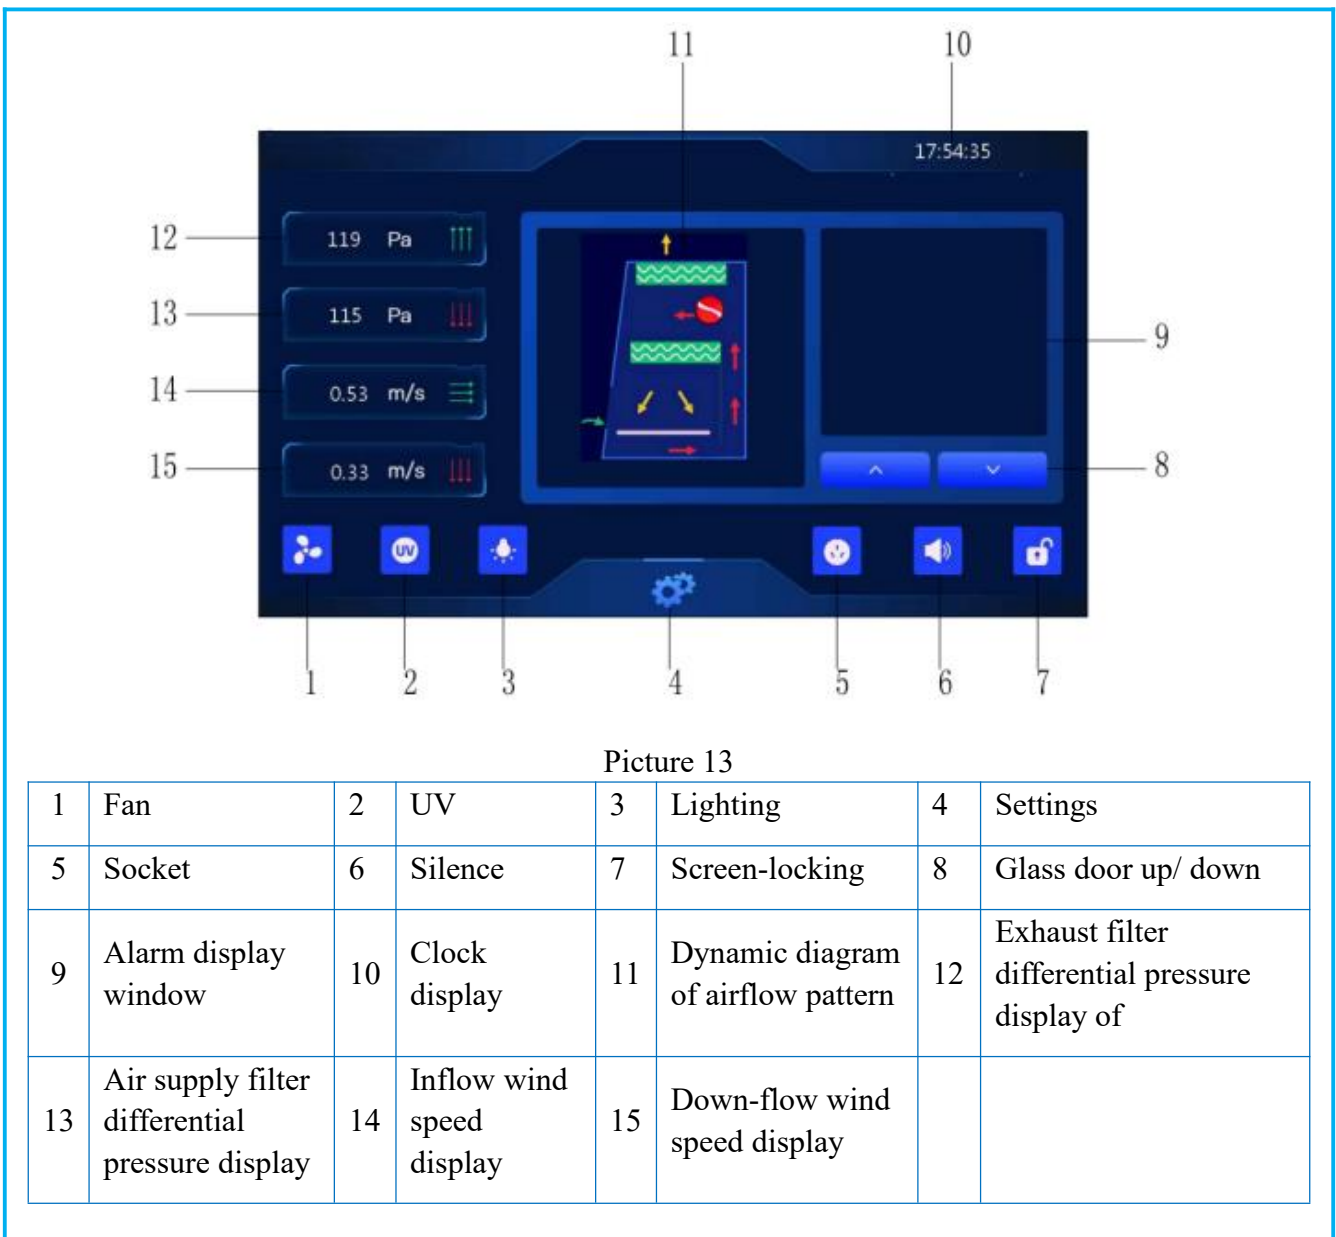 11
10
17:54:35
12
119 Pa
13
115 Pa
9
14
0.53 m/s
15
0.33 m/s
8
UV
1
2
3
4
5
6
7
Picture 13
1 Fan 2 UV 3 Lighting 4 Settings
5 Socket 6 Silence 7 Screen-locking 8 Glass door up/ down
9 Alarm display
window
10 Clock
display
11 Dynamic diagram
of airflow pattern
12 Exhaust filter
differential pressure
display of
13 Air supply filter
differential
pressure display
14 Inflow wind
speed
display
15 Down-flow wind
speed display